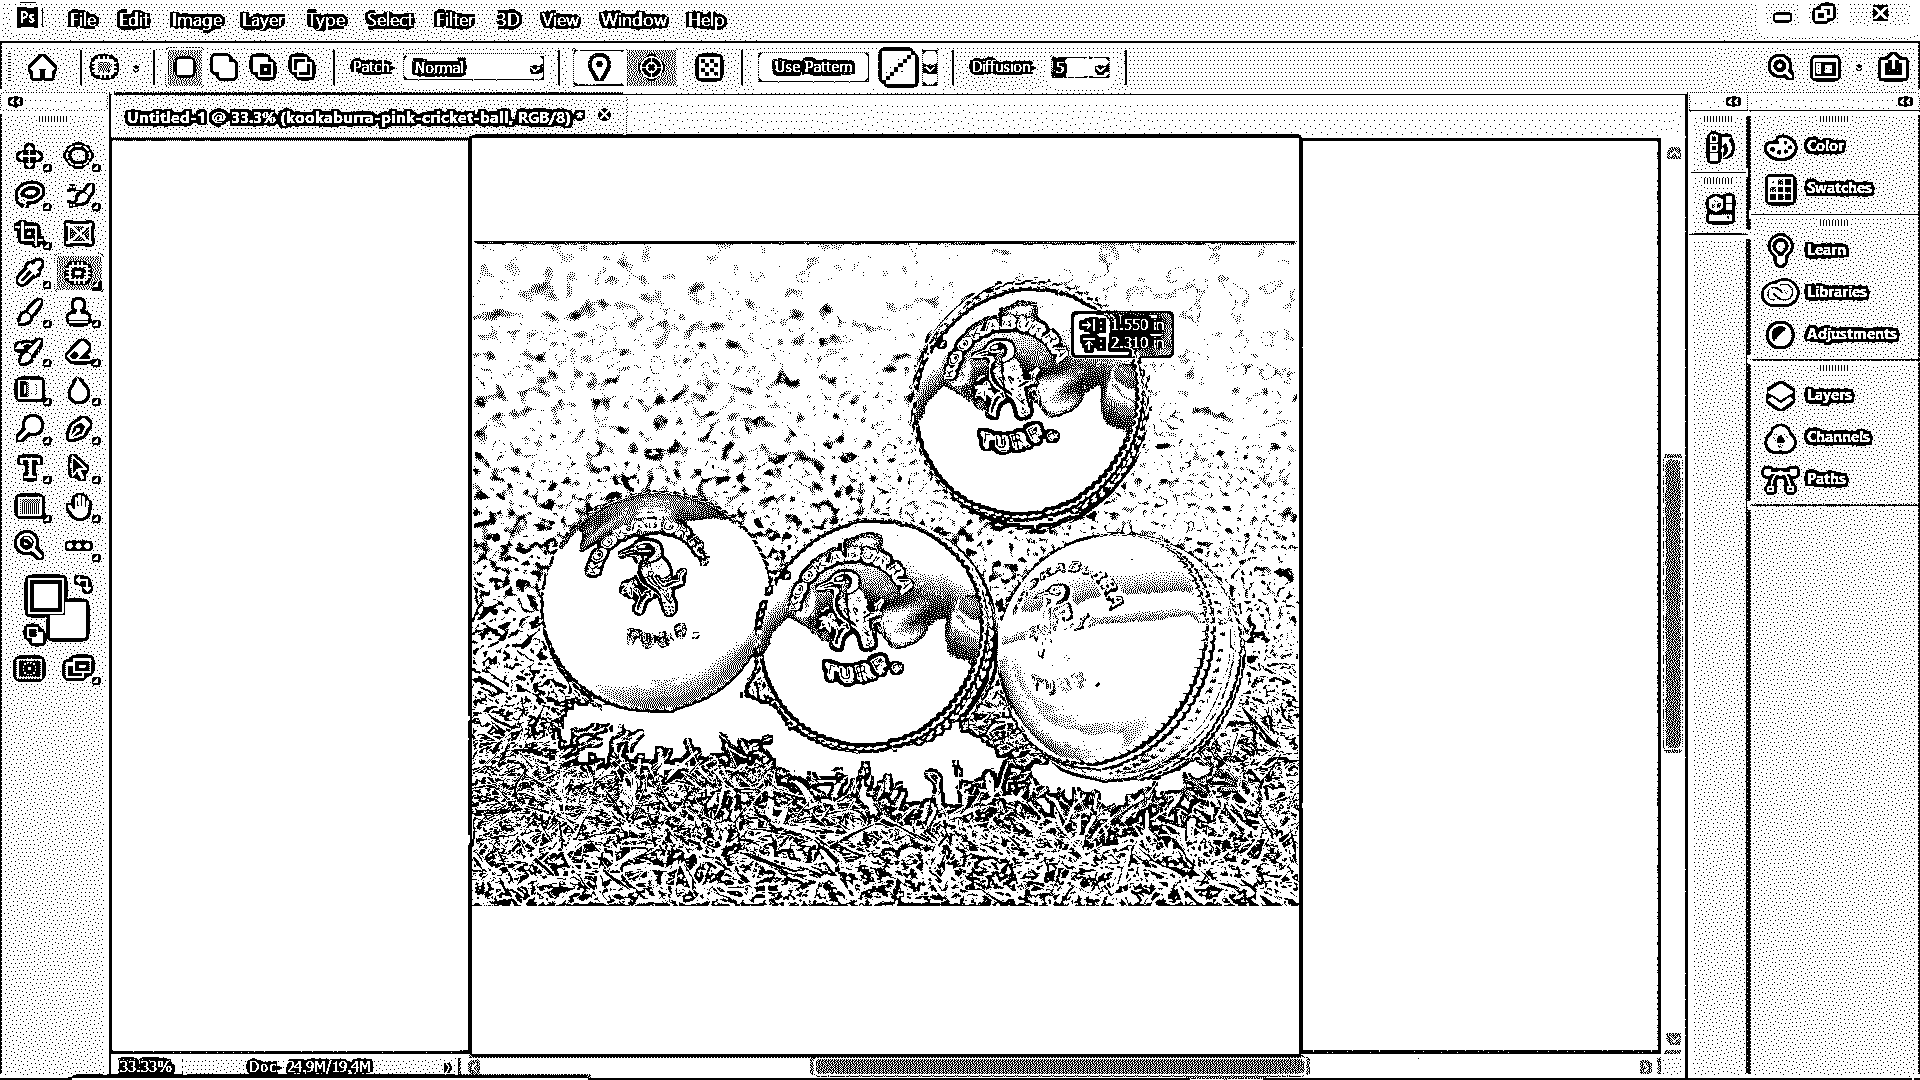 Ps File Edit Image Layer Type Select Filter 3D View Window Help
Patch: Normal Use Pattern Diffusion: 5
Untitled-1 @ 33.3% (kookaburra-pink-cricket-ball, RGB/8) *
Color
Swatches
Learn
Libraries
Adjustments
Layers
Channels
Paths
KOOKABURRA
1.550 in
2.310 in
TURF.
KOOKABURRA
TURF.
KOOKABURRA
TURF.
33.33% Doc: 24.9M/19.4M